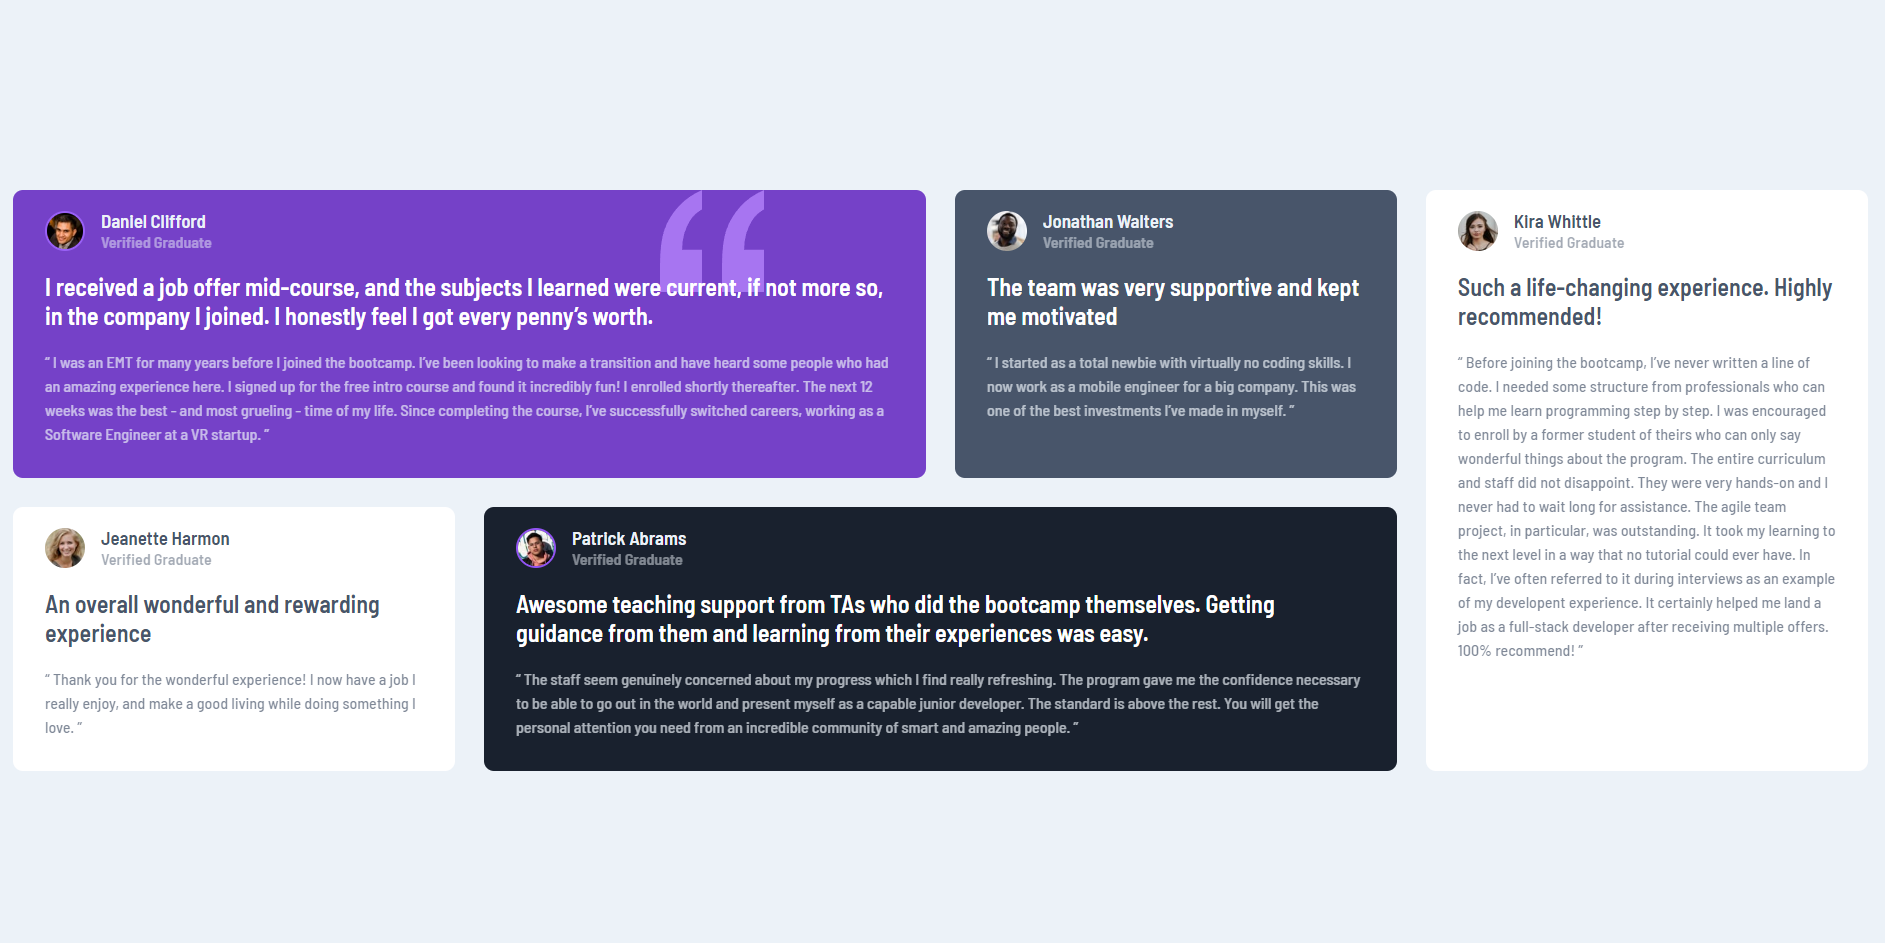 Daniel Clifford
Verified Graduate
I received a job offer mid-course, and the subjects I learned were current, if not more so,
in the company I joined. I honestly feel I got every penny’s worth.
“ I was an EMT for many years before I joined the bootcamp. I’ve been looking to make a transition and have heard some people who had
an amazing experience here. I signed up for the free intro course and found it incredibly fun! I enrolled shortly thereafter. The next 12
weeks was the best - and most grueling - time of my life. Since completing the course, I’ve successfully switched careers, working as a
Software Engineer at a VR startup. ”
Jonathan Walters
Verified Graduate
The team was very supportive and kept
me motivated
“ I started as a total newbie with virtually no coding skills. I
now work as a mobile engineer for a big company. This was
one of the best investments I’ve made in myself. ”
Kira Whittle
Verified Graduate
Such a life-changing experience. Highly
recommended!
“ Before joining the bootcamp, I’ve never written a line of
code. I needed some structure from professionals who can
help me learn programming step by step. I was encouraged
to enroll by a former student of theirs who can only say
wonderful things about the program. The entire curriculum
and staff did not disappoint. They were very hands-on and I
never had to wait long for assistance. The agile team
project, in particular, was outstanding. It took my learning to
the next level in a way that no tutorial could ever have. In
fact, I’ve often referred to it during interviews as an example
of my developent experience. It certainly helped me land a
job as a full-stack developer after receiving multiple offers.
100% recommend! ”
Jeanette Harmon
Verified Graduate
An overall wonderful and rewarding
experience
“ Thank you for the wonderful experience! I now have a job I
really enjoy, and make a good living while doing something I
love. ”
Patrick Abrams
Verified Graduate
Awesome teaching support from TAs who did the bootcamp themselves. Getting
guidance from them and learning from their experiences was easy.
“ The staff seem genuinely concerned about my progress which I find really refreshing. The program gave me the confidence necessary
to be able to go out in the world and present myself as a capable junior developer. The standard is above the rest. You will get the
personal attention you need from an incredible community of smart and amazing people. ”